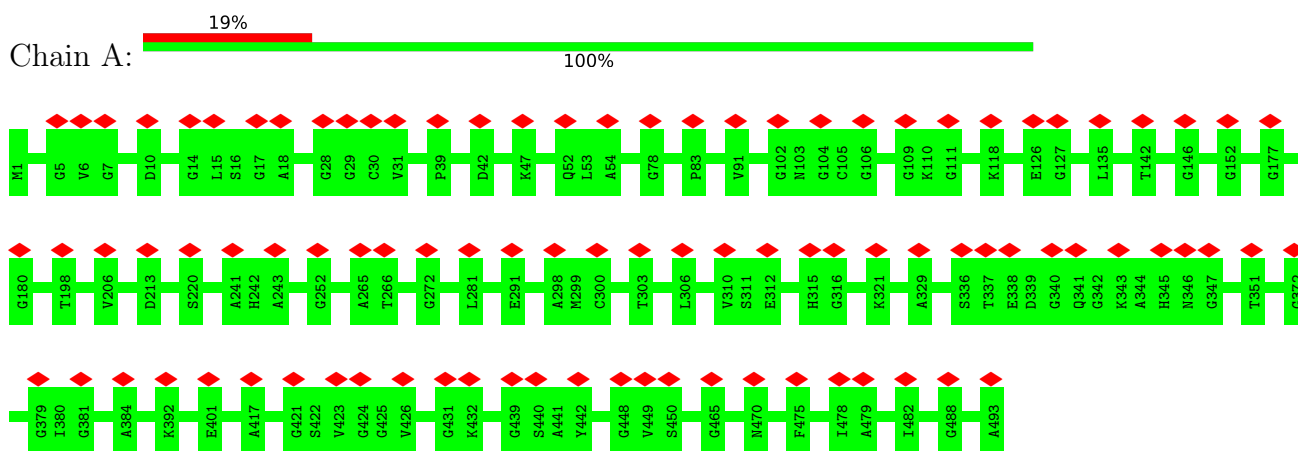 19%
Chain A:
100%
M1 G5 V6 G7 D10 G14 L15 S16 G17 A18 G28 G29 C30 V31 P39 D42 K47 Q52 L53 A54 G78 P83 V91 G102 N103 G104 C105 G106 G109 K110 G111 K118 E126 G127 L135 T142 G146 G152 G177
G180 T198 V206 D213 S220 A241 H242 A243 G252 A265 T266 G272 L281 E291 A298 M299 C300 T303 L306 V310 S311 E312 H315 G316 K321 A329 S336 T337 E338 D339 G340 Q341 G342 K343 A344 H345 N346 G347 T351
G379 I380 G381 A384 K392 E401 A417 G421 S422 V423 G424 G425 V426 G431 K432 G439 S440 A441 Y442 G448 V449 S450 G465 N470 F475 I478 A479 I482 G488 A493